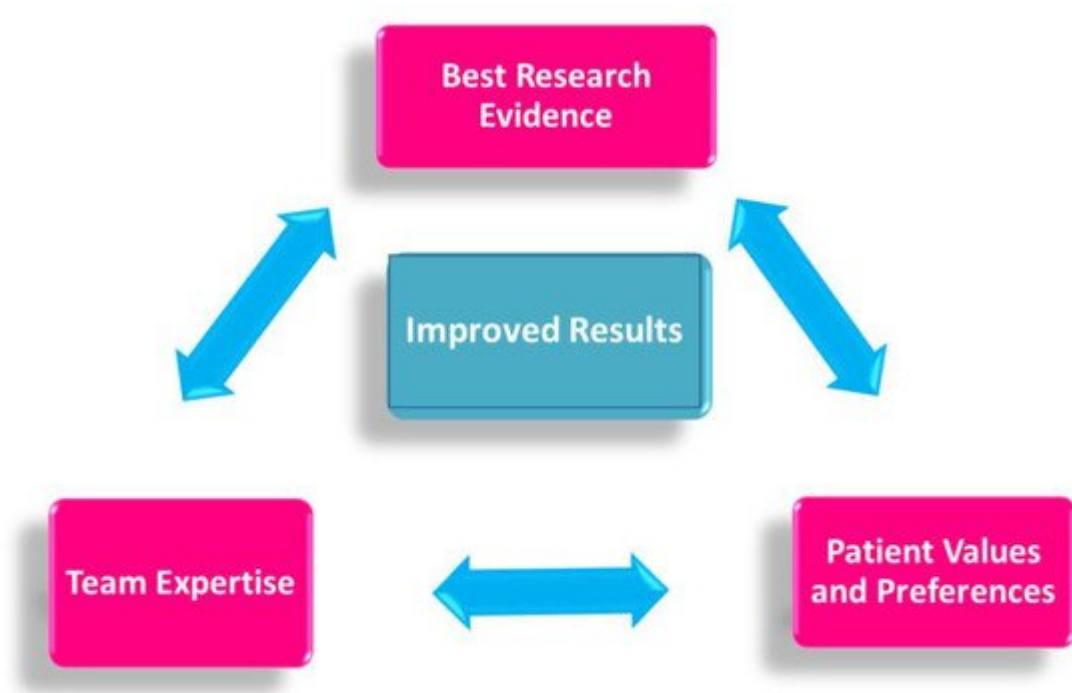 Best Research
Evidence
Improved Results
Team Expertise
Patient Values
and Preferences